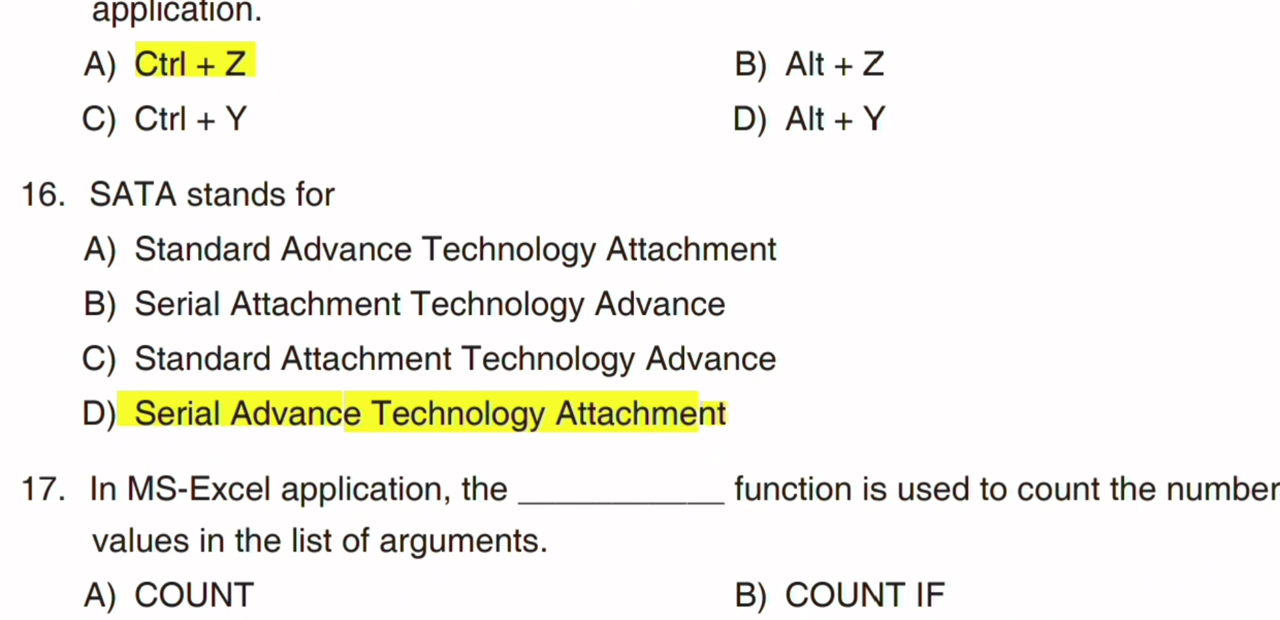 application.
A) Ctrl + Z B) Alt + Z
C) Ctrl + Y D) Alt + Y
16. SATA stands for
A) Standard Advance Technology Attachment
B) Serial Attachment Technology Advance
C) Standard Attachment Technology Advance
D) Serial Advance Technology Attachment
17. In MS-Excel application, the ____________ function is used to count the number
values in the list of arguments.
A) COUNT B) COUNT IF